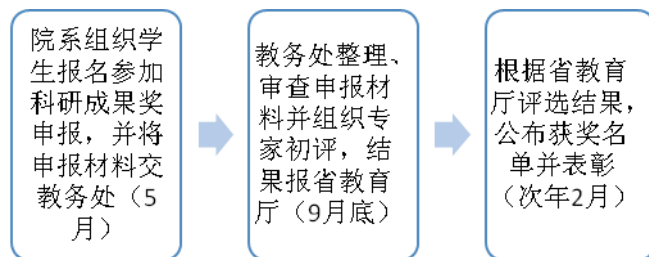 院系组织学
生报名参加
科研成果奖
申报，并将
申报材料交
教务处（5
月）
教务处整理、
审查申报材
料并组织专
家初评，结
果报省教育
厅（9月底）
根据省教育
厅评选结果，
公布获奖名
单并表彰
（次年2月）